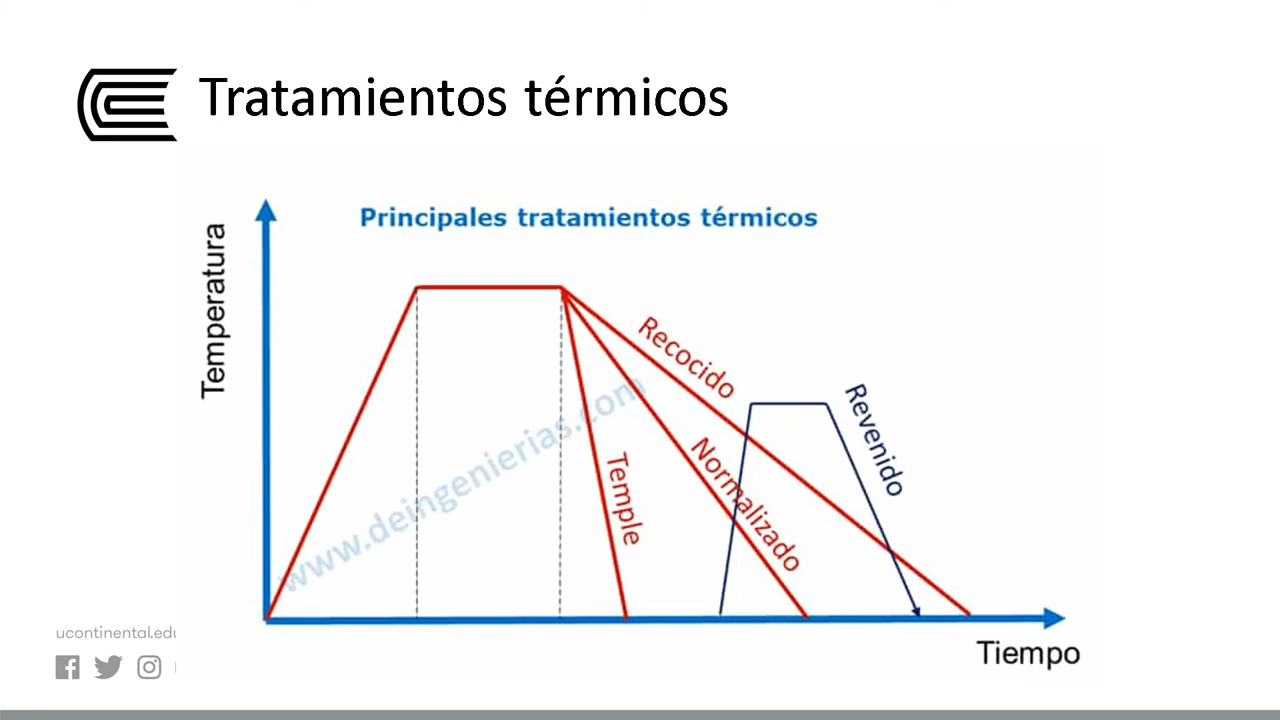 Tratamientos térmicos
Principales tratamientos térmicos
Temperatura
Recocido
Revenido
Normalizado
Temple
www.deingenierias.com
Tiempo
ucontinental.edu